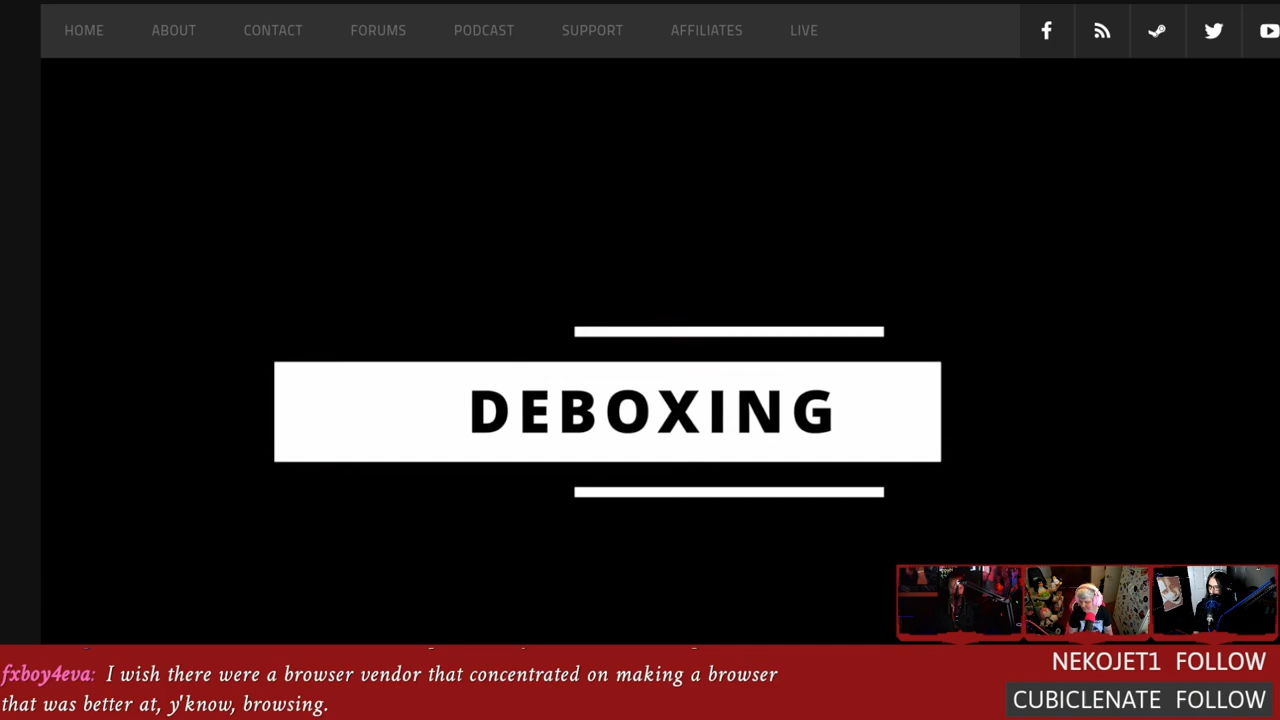 HOME ABOUT CONTACT FORUMS PODCAST SUPPORT AFFILIATES LIVE
DEBOXING
fxboy4eva: I wish there were a browser vendor that concentrated on making a browser
that was better at, y'know, browsing.
NEKOJET1 FOLLOW
CUBICLENATE FOLLOW